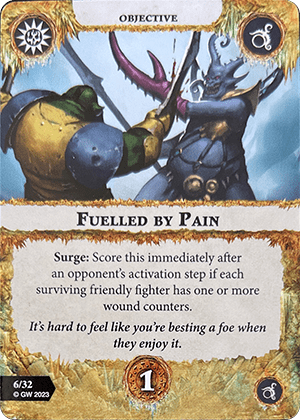 OBJECTIVE
FUELLED BY PAIN
Surge: Score this immediately after
an opponent's activation step if each
surviving friendly fighter has one or more
wound counters.
It's hard to feel like you're besting a foe when
they enjoy it.
6/32
© GW 2023
1